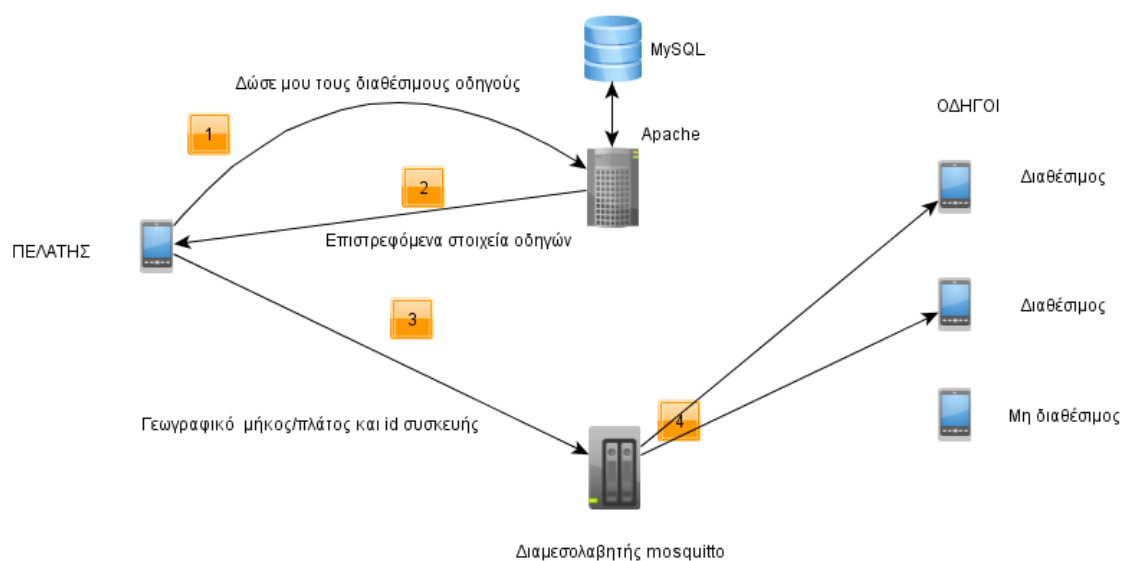 MySQL
Δώσε μου τους διαθέσιμους οδηγούς
ΟΔΗΓΟΙ
1
Apache
Διαθέσιμος
2
Επιστρεφόμενα στοιχεία οδηγών
ΠΕΛΑΤΗΣ
Διαθέσιμος
3
Γεωγραφικό μήκος/πλάτος και id συσκευής
4
Μη διαθέσιμος
Διαμεσολαβητής mosquitto